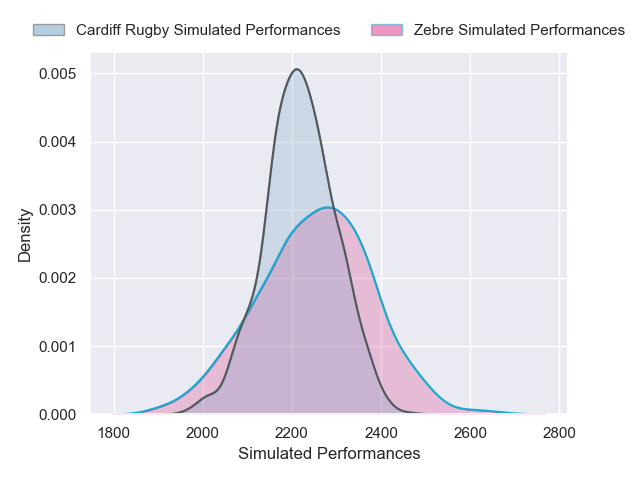 Cardiff Rugby Simulated Performances Zebre Simulated Performances
0.005
0.004
0.003
0.002
0.001
0.000
Density
1800 2000 2200 2400 2600 2800
Simulated Performances